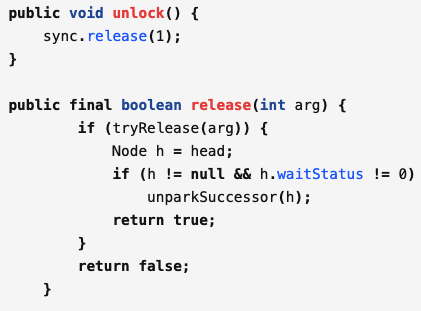 public void unlock() {
    sync.release(1);
}

public final boolean release(int arg) {
        if (tryRelease(arg)) {
            Node h = head;
            if (h != null && h.waitStatus != 0)
                unparkSuccessor(h);
            return true;
        }
        return false;
    }